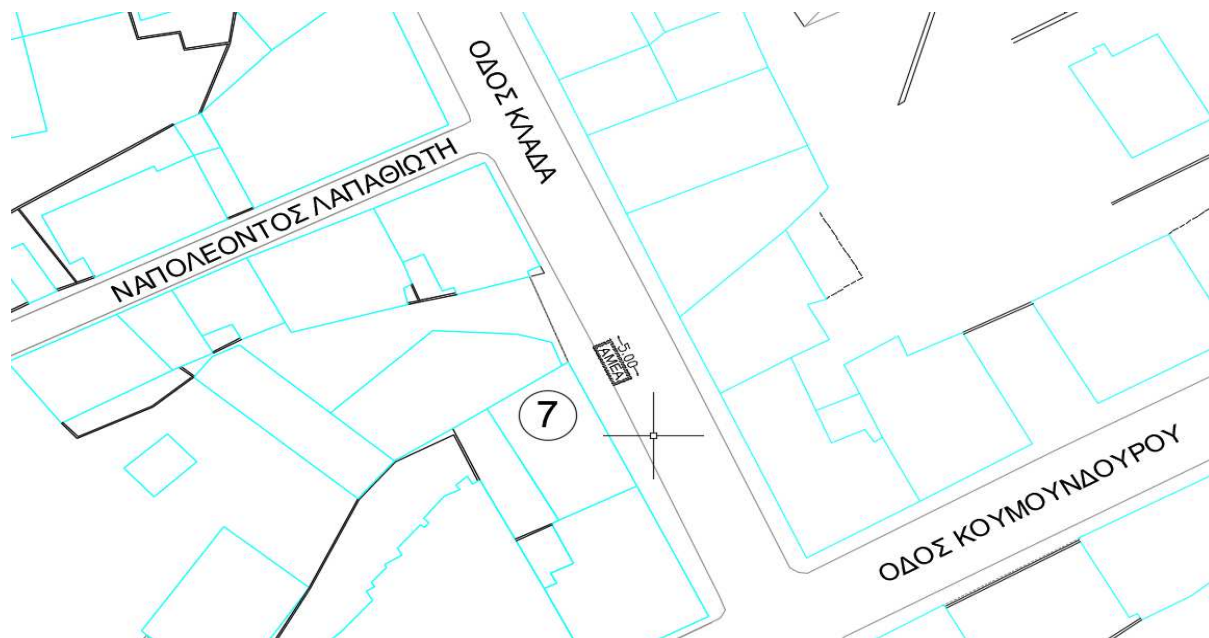 ΟΔΟΣ ΚΛΑΔΑ
ΝΑΠΟΛΕΟΝΤΟΣ ΛΑΠΑΘΙΩΤΗ
5.00
ΑΜΕΑ
7
ΟΔΟΣ ΚΟΥΜΟΥΝΔΟΥΡΟΥ